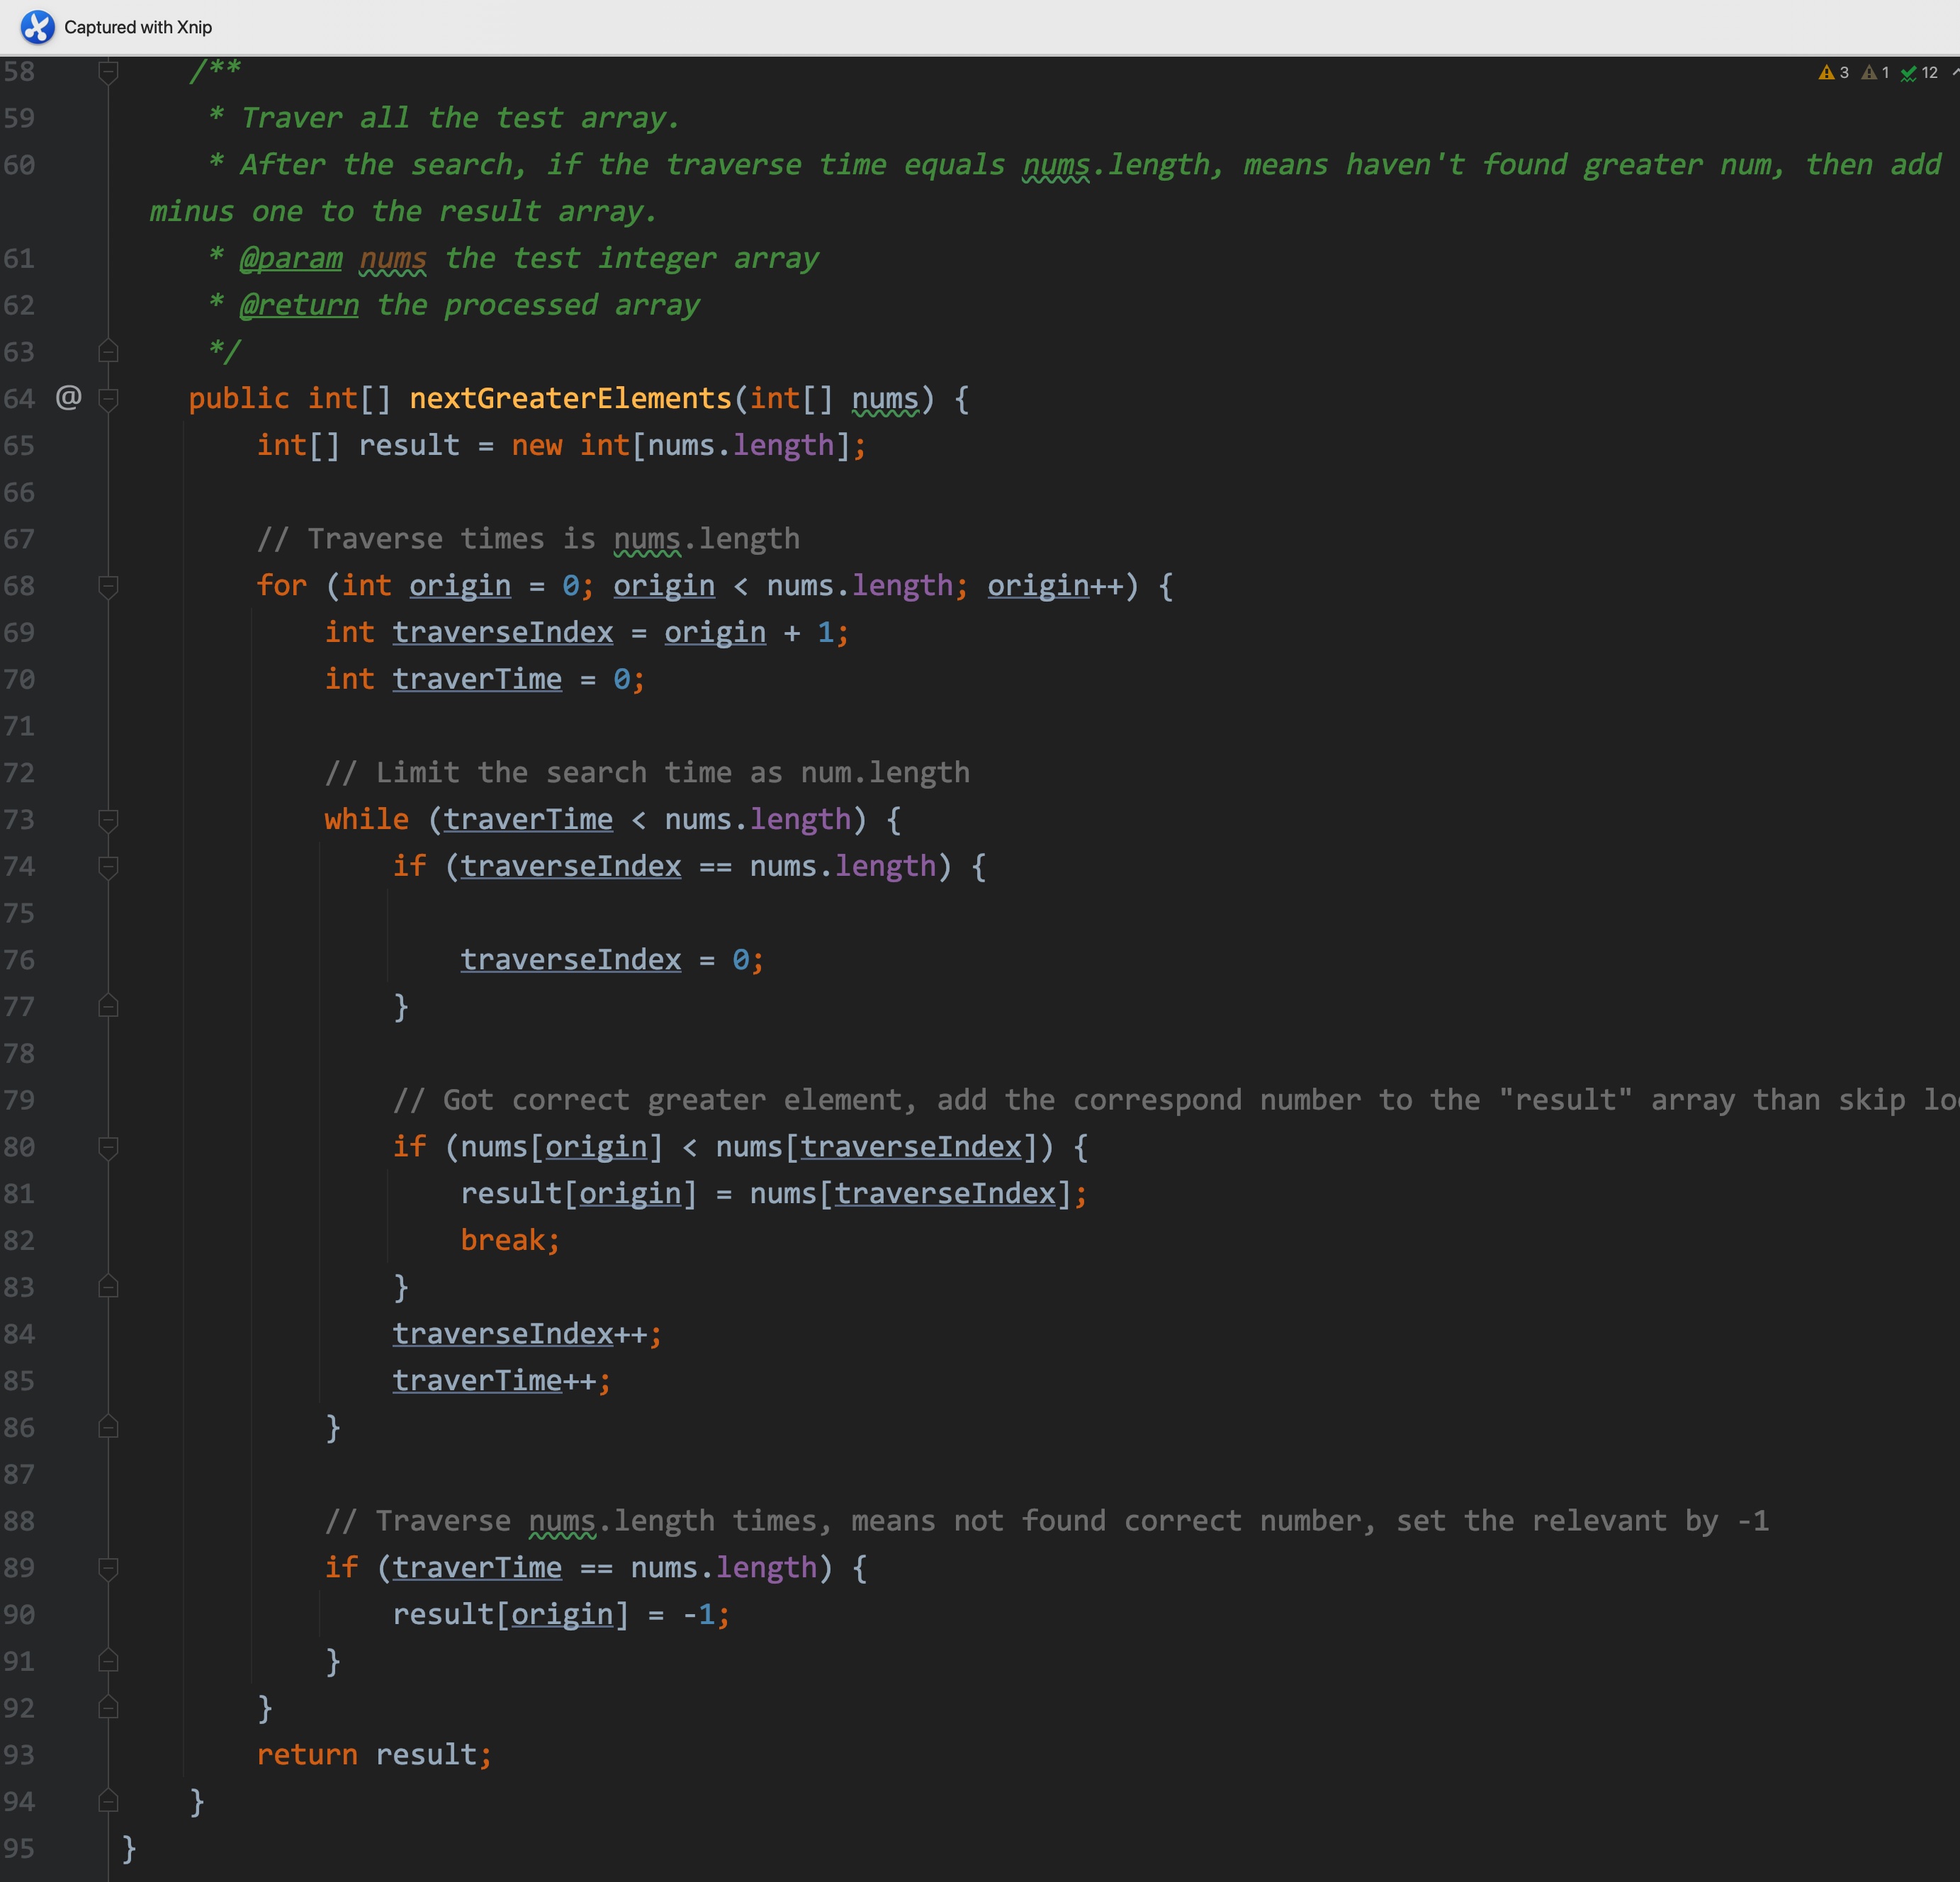 Captured with Xnip
58 /** 3 1 12
59 * Traver all the test array.
60 * After the search, if the traverse time equals nums.length, means haven't found greater num, then add
minus one to the result array.
61 * @param nums the test integer array
62 * @return the processed array
63 */
64 @ public int[] nextGreaterElements(int[] nums) {
65 int[] result = new int[nums.length];
66
67 // Traverse times is nums.length
68 for (int origin = 0; origin < nums.length; origin++) {
69 int traverseIndex = origin + 1;
70 int traverTime = 0;
71
72 // Limit the search time as num.length
73 while (traverTime < nums.length) {
74 if (traverseIndex == nums.length) {
75
76 traverseIndex = 0;
77 }
78
79 // Got correct greater element, add the correspond number to the "result" array than skip
80 if (nums[origin] < nums[traverseIndex]) {
81 result[origin] = nums[traverseIndex];
82 break;
83 }
84 traverseIndex++;
85 traverTime++;
86 }
87
88 // Traverse nums.length times, means not found correct number, set the relevant by -1
89 if (traverTime == nums.length) {
90 result[origin] = -1;
91 }
92 }
93 return result;
94 }
95 }